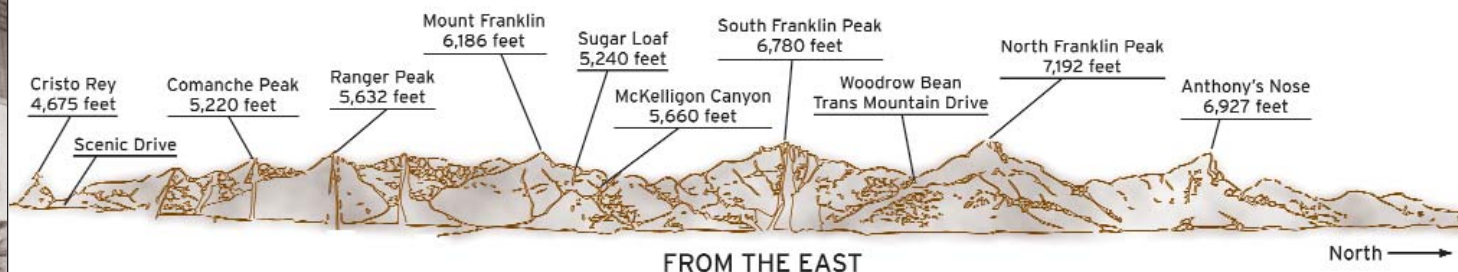 Cristo Rey
4,675 feet
Scenic Drive
Comanche Peak
5,220 feet
Ranger Peak
5,632 feet
Mount Franklin
6,186 feet
Sugar Loaf
5,240 feet
McKelligon Canyon
5,660 feet
South Franklin Peak
6,780 feet
Woodrow Bean
Trans Mountain Drive
North Franklin Peak
7,192 feet
Anthony's Nose
6,927 feet
FROM THE EAST
North